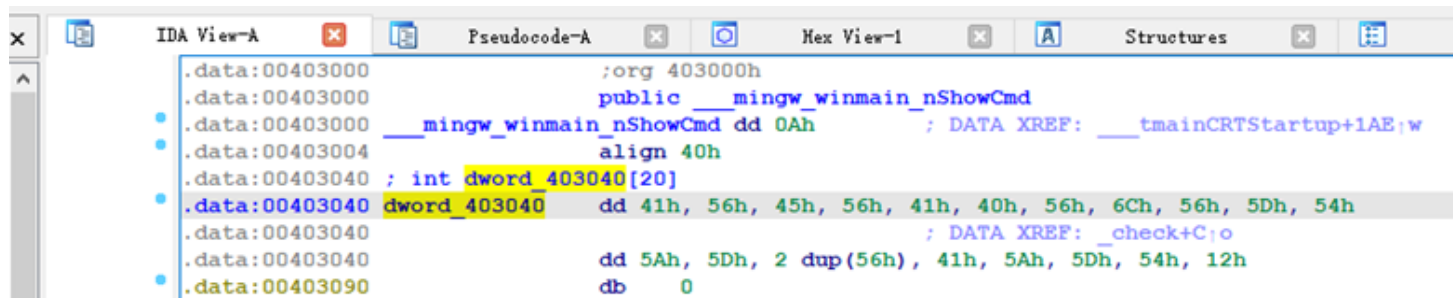 × IDA View-A Pseudocode-A Hex View-1 A Structures
.data:00403000 ;org 403000h
.data:00403000 public ___mingw_winmain_nShowCmd
.data:00403000 ___mingw_winmain_nShowCmd dd 0Ah ; DATA XREF: ___tmainCRTStartup+1AE↑w
.data:00403004 align 40h
.data:00403040 ; int dword_403040[20]
.data:00403040 dword_403040 dd 41h, 56h, 45h, 56h, 41h, 40h, 56h, 6Ch, 56h, 5Dh, 54h
.data:00403040 ; DATA XREF: _check+C↑o
.data:00403040 dd 5Ah, 5Dh, 2 dup(56h), 41h, 5Ah, 5Dh, 54h, 12h
.data:00403090 db 0